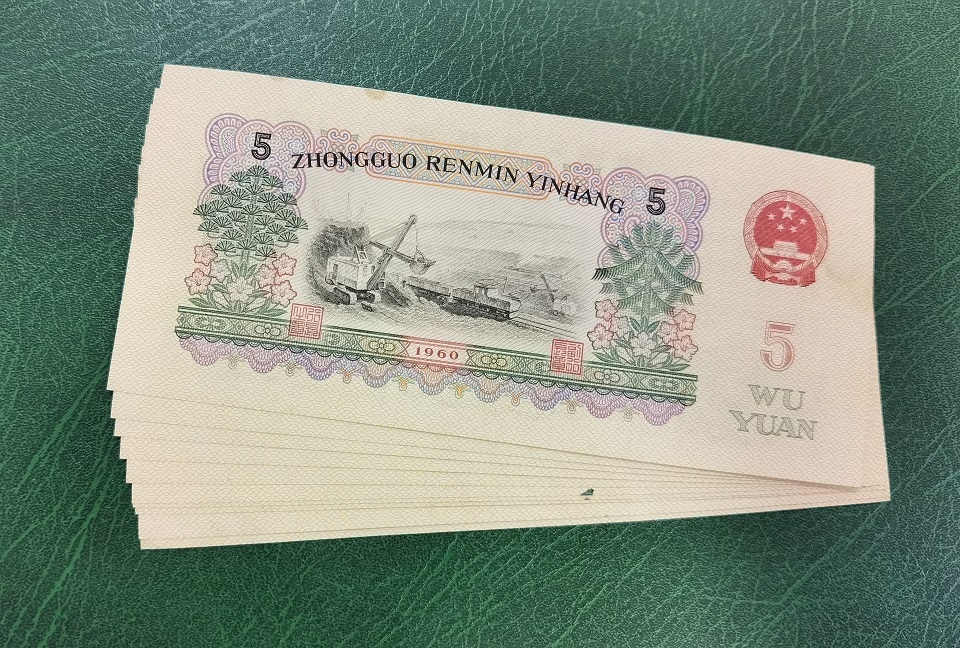 5 ZHONGGUO RENMIN YINHANG 5
1960
5
WU
YUAN